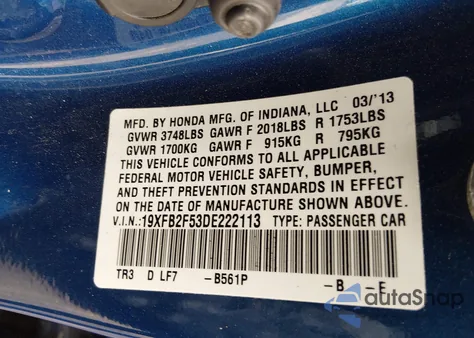 MFD. BY HONDA MFG. OF INDIANA, LLC 03/'13
GVWR 3748LBS GAWR F 2018LBS R 1753LBS
GVWR 1700KG GAWR F 915KG R 795KG
THIS VEHICLE CONFORMS TO ALL APPLICABLE
FEDERAL MOTOR VEHICLE SAFETY, BUMPER,
AND THEFT PREVENTION STANDARDS IN EFFECT
ON THE DATE OF MANUFACTURE SHOWN ABOVE.
V.I.N.: 19XFB2F53DE222113 TYPE: PASSENGER CAR
TR3 D LF7 -B561P -B -E
autoSnap